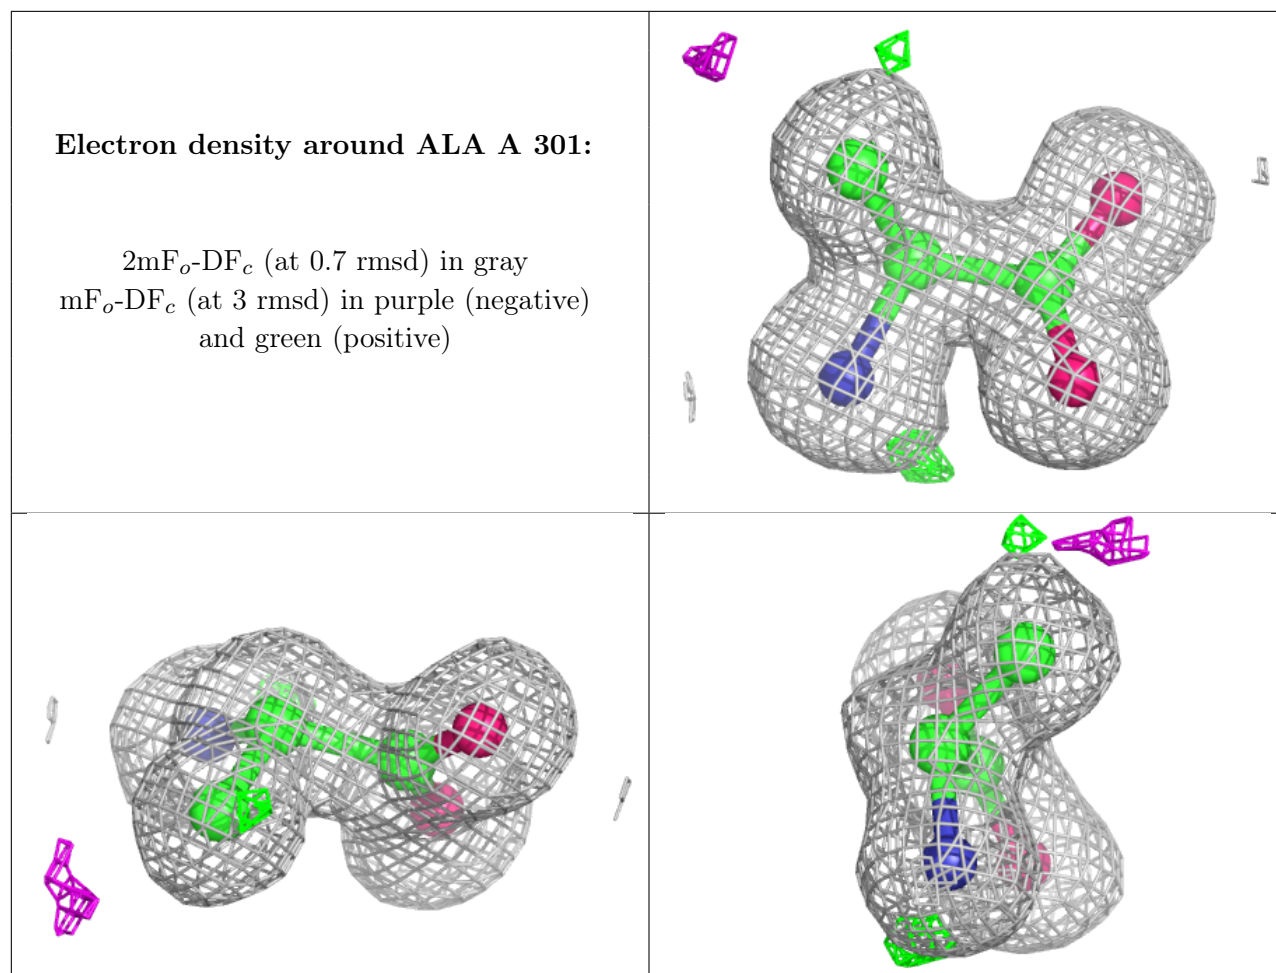 Electron density around ALA A 301:
2mFₒ-DF𝒸 (at 0.7 rmsd) in gray
mFₒ-DF𝒸 (at 3 rmsd) in purple (negative)
and green (positive)